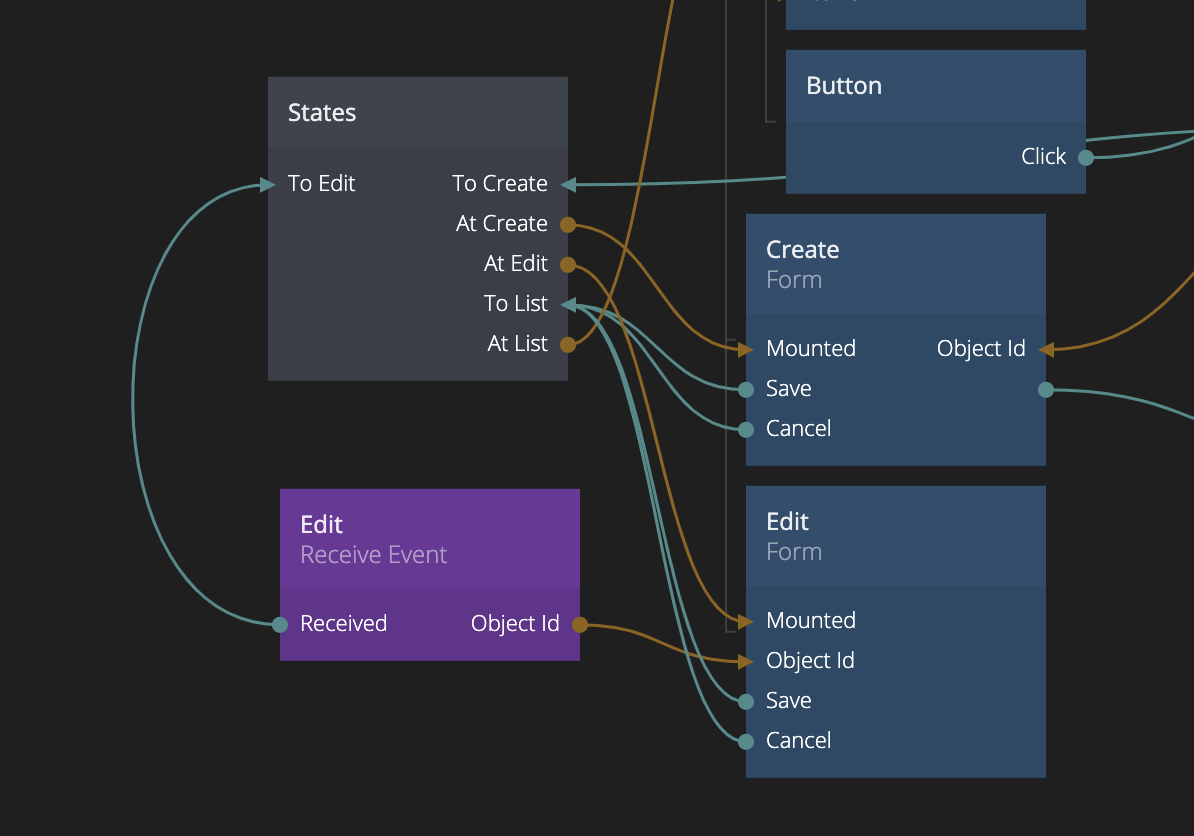 Button
Click
States
To Edit
To Create
At Create
At Edit
To List
At List
Create
Form
Mounted
Object Id
Save
Cancel
Edit
Receive Event
Received
Object Id
Edit
Form
Mounted
Object Id
Save
Cancel